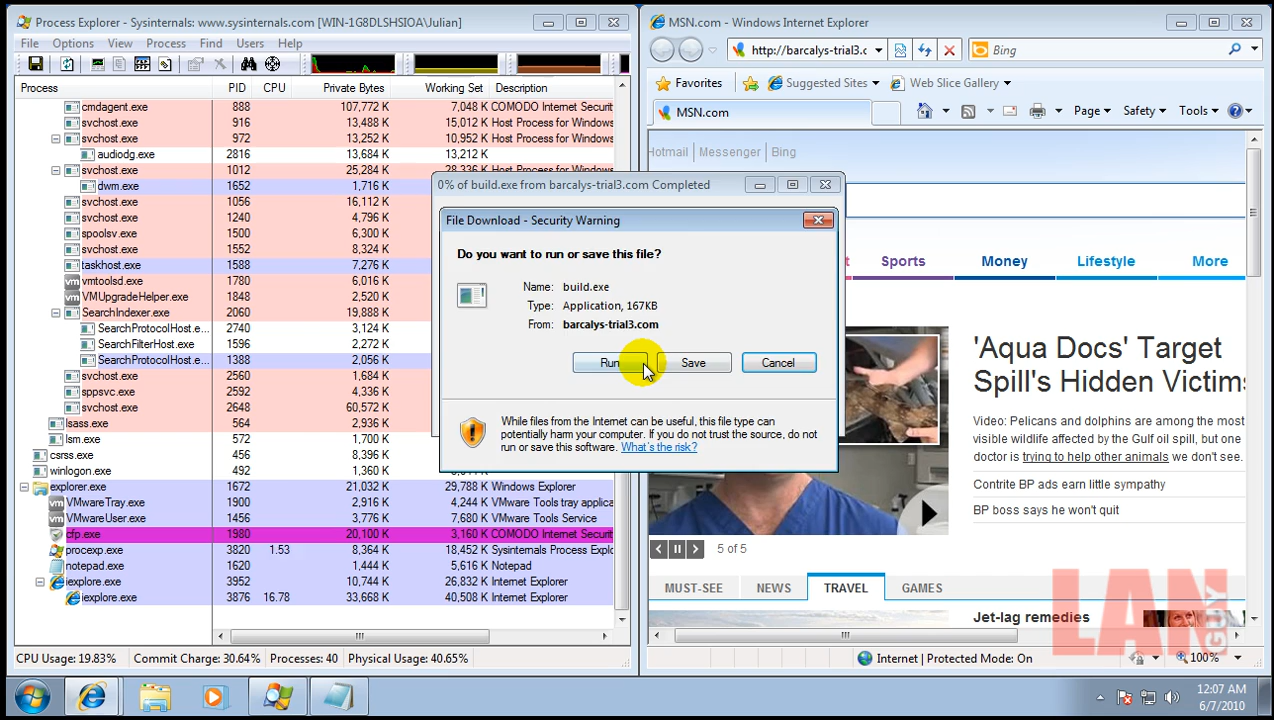 Process Explorer - Sysinternals: www.sysinternals.com [WIN-1G8DLSHSIOA\Julian]
File Options View Process Find Users Help
Process PID CPU Private Bytes Working Set Description
cmdagent.exe 888 107,772 K 7,048 K COMODO Internet Securit
svchost.exe 916 13,488 K 15,012 K Host Process for Windows
svchost.exe 972 13,252 K 10,952 K Host Process for Windows
audiodg.exe 2816 13,684 K 13,212 K
svchost.exe 1012 25,284 K 28,336 K Host Process for Windows
dwm.exe 1652 1,716 K
svchost.exe 1056 16,112 K
svchost.exe 1240 4,796 K
spoolsv.exe 1500 6,300 K
svchost.exe 1552 8,324 K
taskhost.exe 1588 7,276 K
vmtoolsd.exe 1780 6,016 K
VMUpgradeHelper.exe 1848 2,520 K
SearchIndexer.exe 2060 19,888 K
SearchProtocolHost.e... 2740 3,124 K
SearchFilterHost.exe 1596 2,272 K
SearchProtocolHost.e... 1388 2,056 K
svchost.exe 2560 1,684 K
sppsvc.exe 2592 4,336 K
svchost.exe 2648 60,572 K
lsass.exe 564 2,936 K
lsm.exe 572 1,700 K
csrss.exe 456 8,396 K
winlogon.exe 492 1,360 K
explorer.exe 1672 21,032 K 29,788 K Windows Explorer
VMwareTray.exe 1900 2,916 K 4,244 K VMware Tools tray applica
VMwareUser.exe 1456 3,776 K 7,680 K VMware Tools Service
cfp.exe 1980 20,100 K 3,160 K COMODO Internet Securit
procexp.exe 3820 1.53 8,364 K 18,452 K Sysinternals Process Explo
notepad.exe 1620 1,444 K 5,616 K Notepad
iexplore.exe 3952 10,744 K 26,832 K Internet Explorer
iexplore.exe 3876 16.78 33,668 K 40,508 K Internet Explorer
CPU Usage: 19.83% Commit Charge: 30.64% Processes: 40 Physical Usage: 40.65%
0% of build.exe from barcalys-trial3.com Completed
File Download - Security Warning
Do you want to run or save this file?
Name: build.exe
Type: Application, 167KB
From: barcalys-trial3.com
Run Save Cancel
While files from the Internet can be useful, this file type can
potentially harm your computer. If you do not trust the source, do not
run or save this software. What's the risk?
MSN.com - Windows Internet Explorer
http://barcalys-trial3.c Bing
Favorites Suggested Sites Web Slice Gallery
MSN.com Page Safety Tools
Hotmail Messenger Bing
Sports Money Lifestyle More
'Aqua Docs' Target
Spill's Hidden Victims
Video: Pelicans and dolphins are among the most
visible wildlife affected by the Gulf oil spill, but one
doctor is trying to help other animals we don't see.
Contrite BP ads earn little sympathy
BP boss says he won't quit
5 of 5
MUST-SEE NEWS TRAVEL GAMES
Jet-lag remedies
Internet | Protected Mode: On 100%
LAN
GUY
12:07 AM
6/7/2010